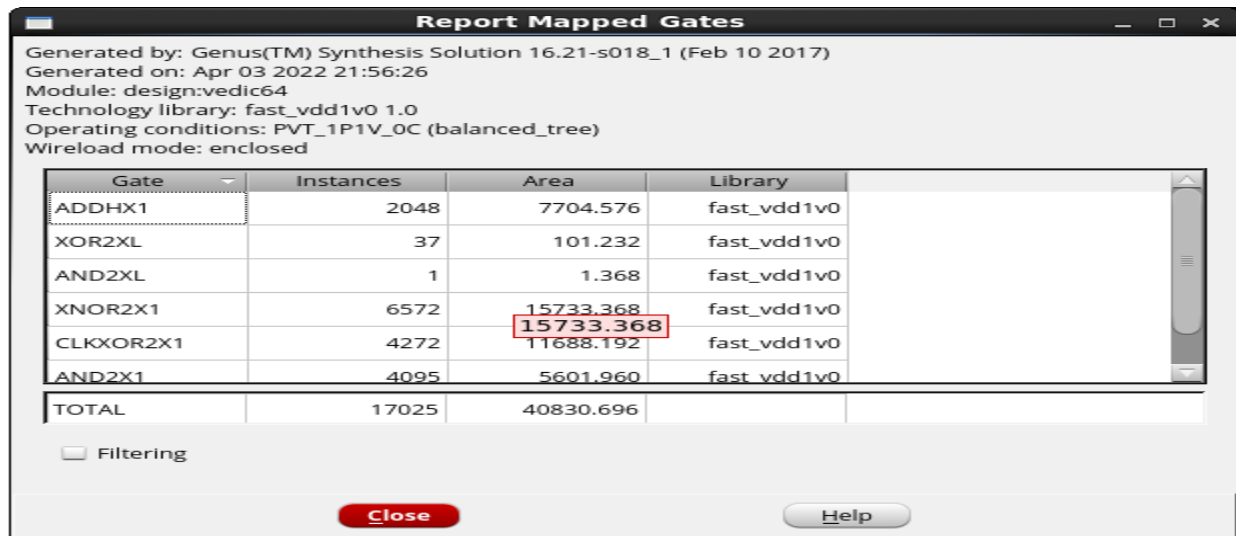 Report Mapped Gates
Generated by: Genus(TM) Synthesis Solution 16.21-s018_1 (Feb 10 2017)
Generated on: Apr 03 2022 21:56:26
Module: design:vedic64
Technology library: fast_vdd1v0 1.0
Operating conditions: PVT_1P1V_0C (balanced_tree)
Wireload mode: enclosed
Gate Instances Area Library
ADDHX1 2048 7704.576 fast_vdd1v0
XOR2XL 37 101.232 fast_vdd1v0
AND2XL 1 1.368 fast_vdd1v0
XNOR2X1 6572 15733.368 fast_vdd1v0
15733.368
CLKXOR2X1 4272 11688.192 fast_vdd1v0
AND2X1 4095 5601.960 fast_vdd1v0
TOTAL 17025 40830.696
Filtering
Close Help